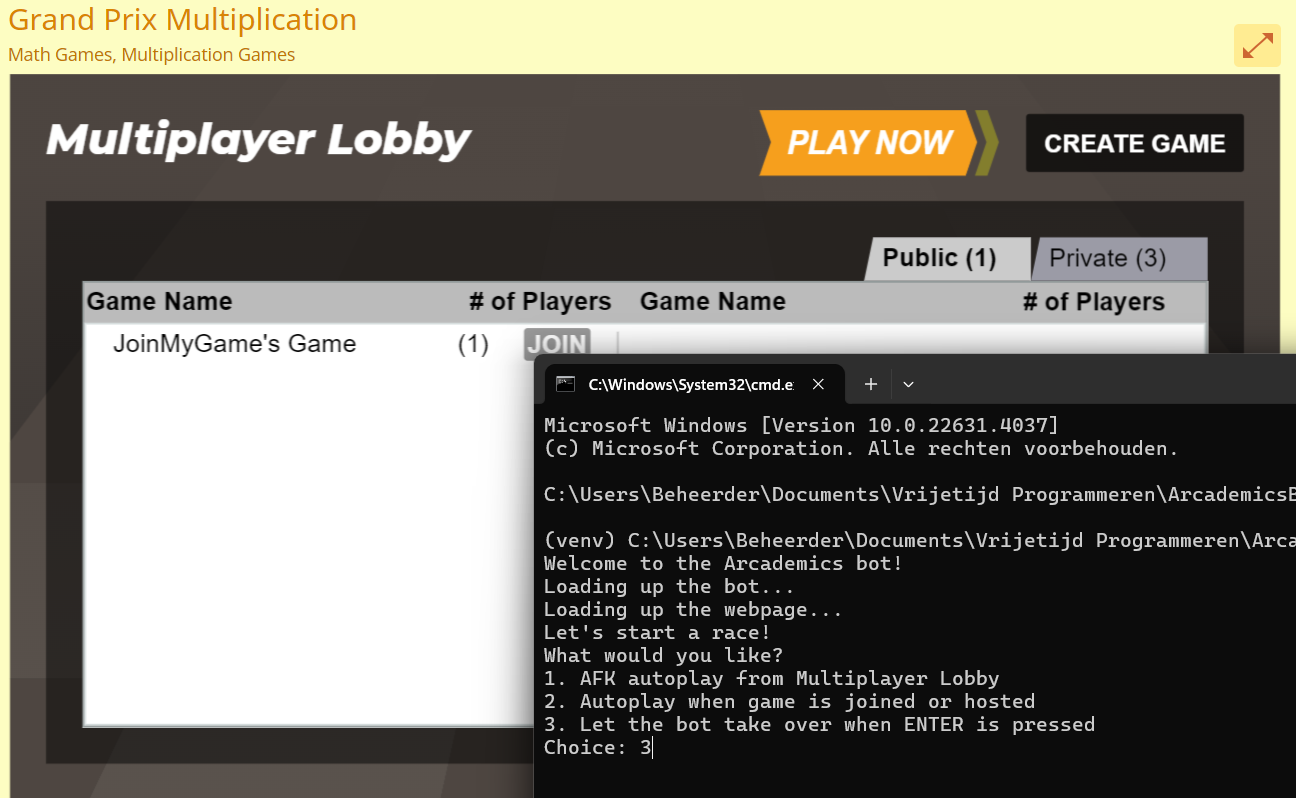 Grand Prix Multiplication
Math Games, Multiplication Games
Multiplayer Lobby
PLAY NOW
CREATE GAME
Public (1)
Private (3)
Game Name # of Players Game Name # of Players
JoinMyGame's Game (1) JOIN
C:\Windows\System32\cmd.e
Microsoft Windows [Version 10.0.22631.4037]
(c) Microsoft Corporation. Alle rechten voorbehouden.
C:\Users\Beheerder\Documents\Vrijetijd Programmeren\Arcademics
(venv) C:\Users\Beheerder\Documents\Vrijetijd Programmeren\Arca
Welcome to the Arcademics bot!
Loading up the bot...
Loading up the webpage...
Let's start a race!
What would you like?
1. AFK autoplay from Multiplayer Lobby
2. Autoplay when game is joined or hosted
3. Let the bot take over when ENTER is pressed
Choice: 3